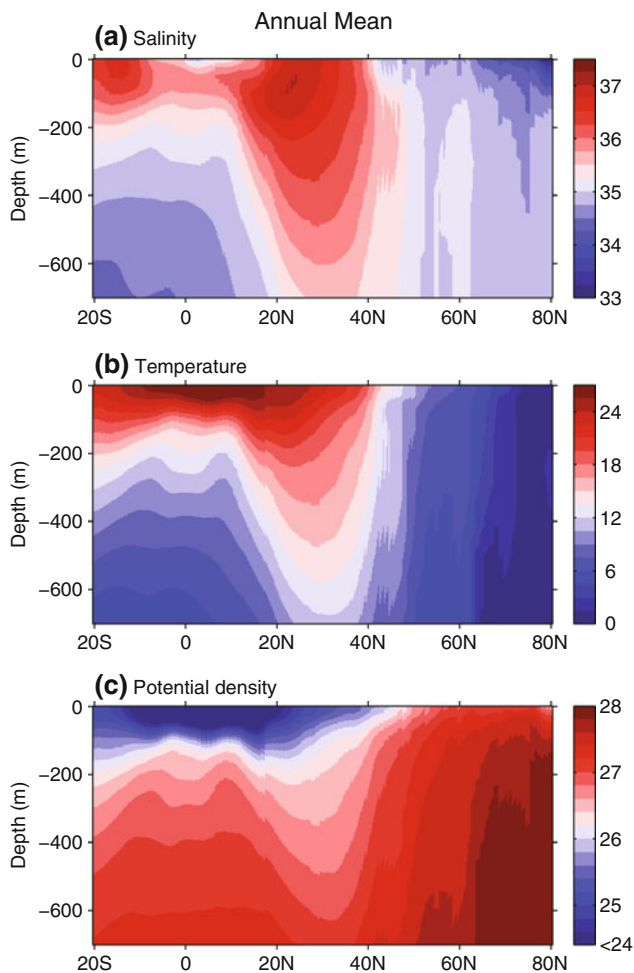 Annual Mean
(a) Salinity
0
−200
−400
−600
Depth (m)
20S 0 20N 40N 60N 80N
37
36
35
34
33
(b) Temperature
0
−200
−400
−600
Depth (m)
20S 0 20N 40N 60N 80N
24
18
12
6
0
(c) Potential density
0
−200
−400
−600
Depth (m)
20S 0 20N 40N 60N 80N
28
27
26
25
<24